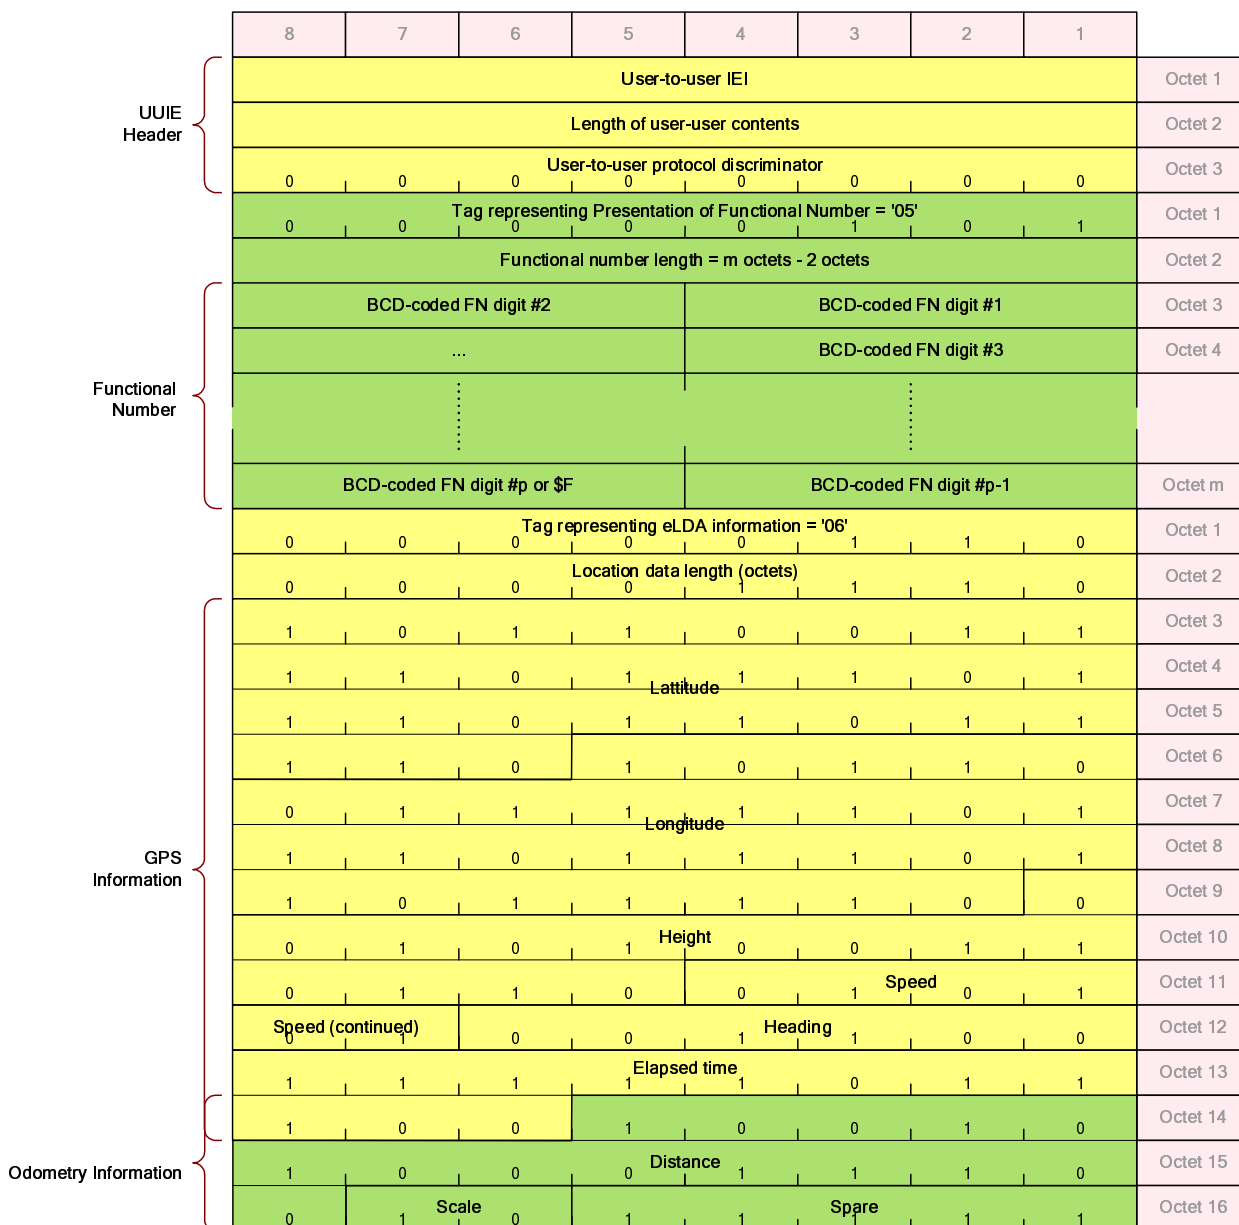 8 7 6 5 4 3 2 1
UUIE
Header
User-to-user IEI Octet 1
Length of user-user contents Octet 2
User-to-user protocol discriminator Octet 3
0 0 0 0 0 0 0 0
Tag representing Presentation of Functional Number = '05' Octet 1
0 0 0 0 0 1 0 1
Functional number length = m octets - 2 octets Octet 2
Functional
Number
BCD-coded FN digit #2 BCD-coded FN digit #1 Octet 3
... BCD-coded FN digit #3 Octet 4
BCD-coded FN digit #p or $F BCD-coded FN digit #p-1 Octet m
Tag representing eLDA information = '06' Octet 1
0 0 0 0 0 1 1 0
Location data length (octets) Octet 2
0 0 0 0 1 1 1 0
GPS
Information
Octet 3
1 0 1 1 0 0 1 1
Octet 4
1 1 0 1 1 1 0 1
Lattitude
Octet 5
1 1 0 1 1 0 1 1
Octet 6
1 1 0 1 0 1 1 0
Octet 7
0 1 1 1 1 1 0 1
Longitude
Octet 8
1 1 0 1 1 1 0 1
Octet 9
1 0 1 1 1 1 0 0
Height Octet 10
0 1 0 1 0 0 1 1
Speed Octet 11
0 1 1 0 0 1 0 1
Speed (continued) Heading Octet 12
0 1 0 0 1 1 0 0
Elapsed time Octet 13
1 1 1 1 1 0 1 1
Octet 14
1 0 0 1 0 0 1 0
Odometry Information
Distance Octet 15
1 0 0 0 1 1 1 0
Scale Spare Octet 16
0 1 0 1 1 1 1 1